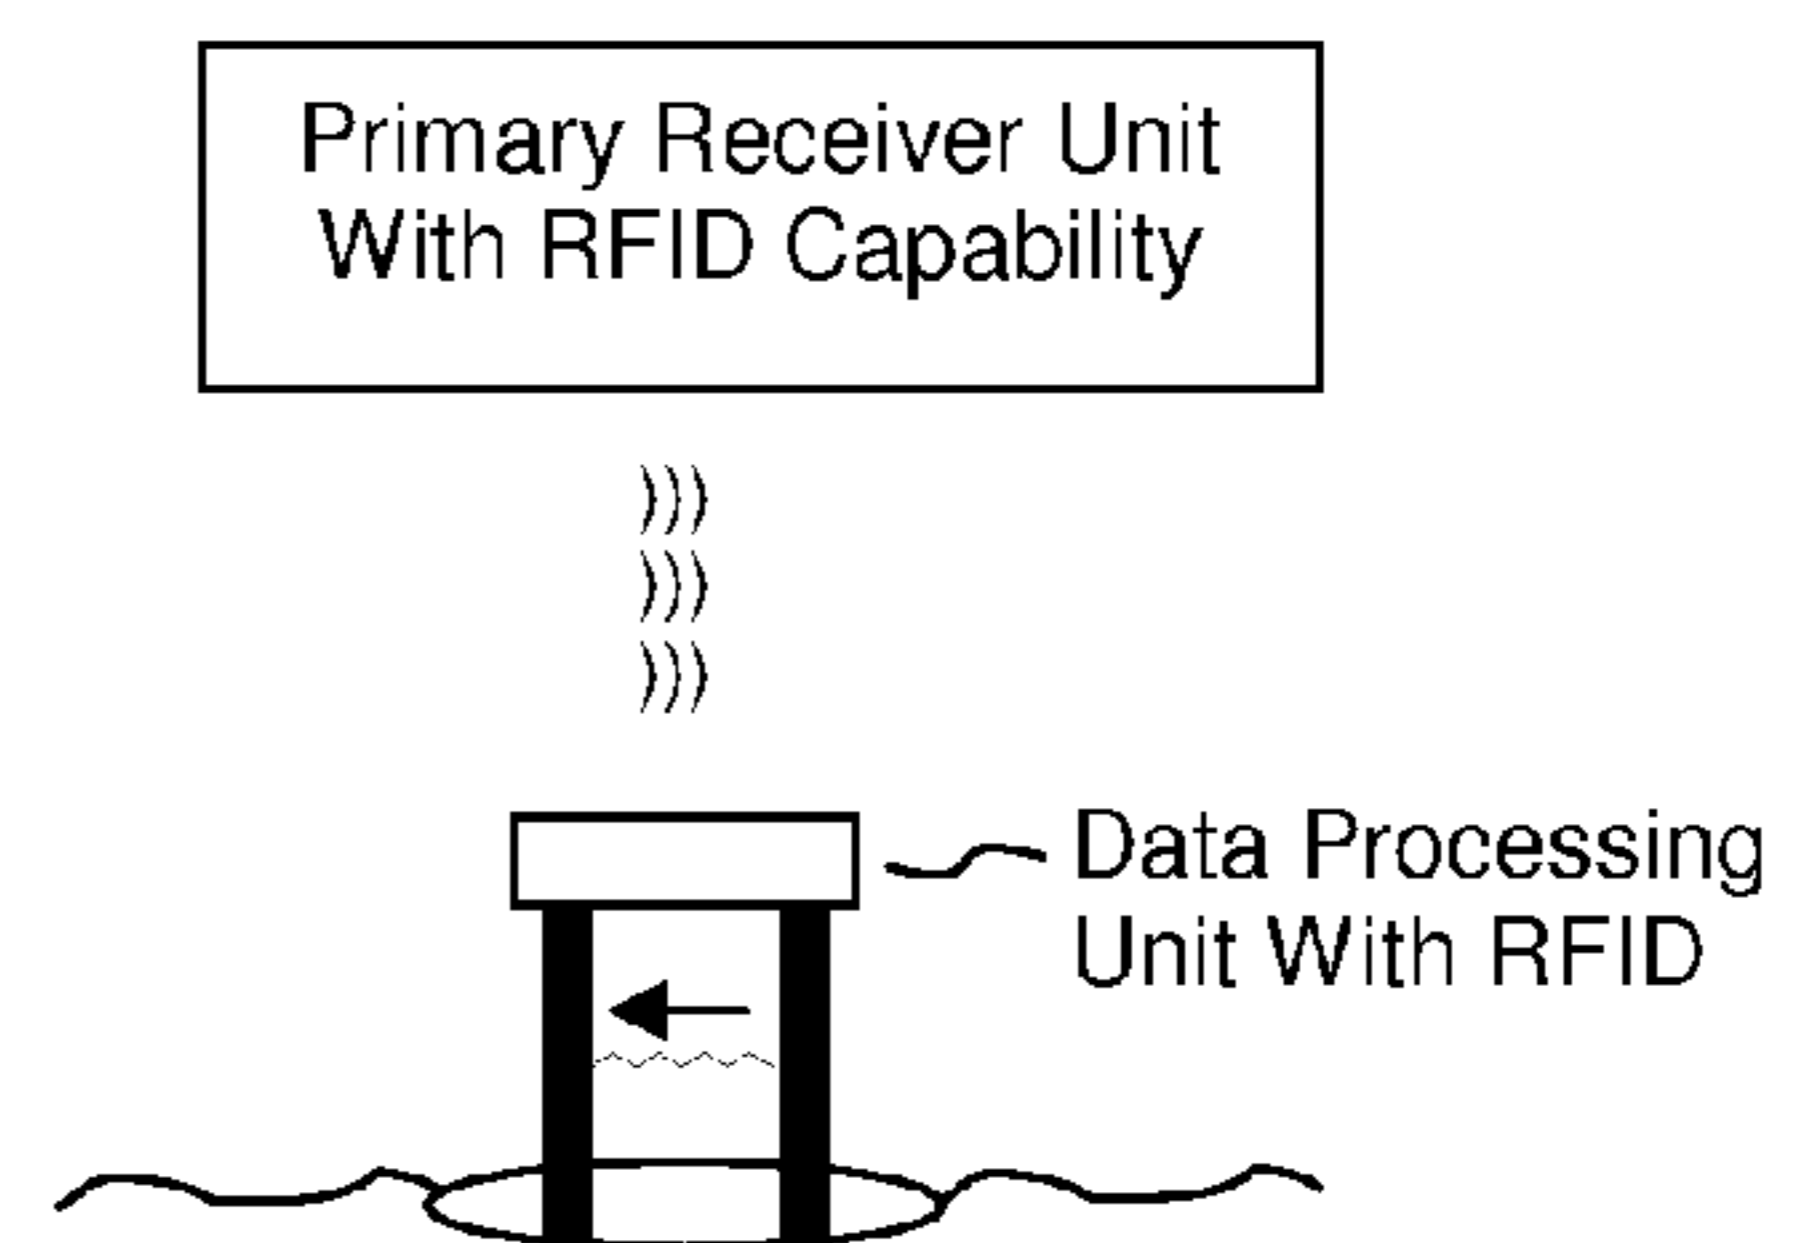 Primary Receiver Unit
With RFID Capability
Data Processing
Unit With RFID